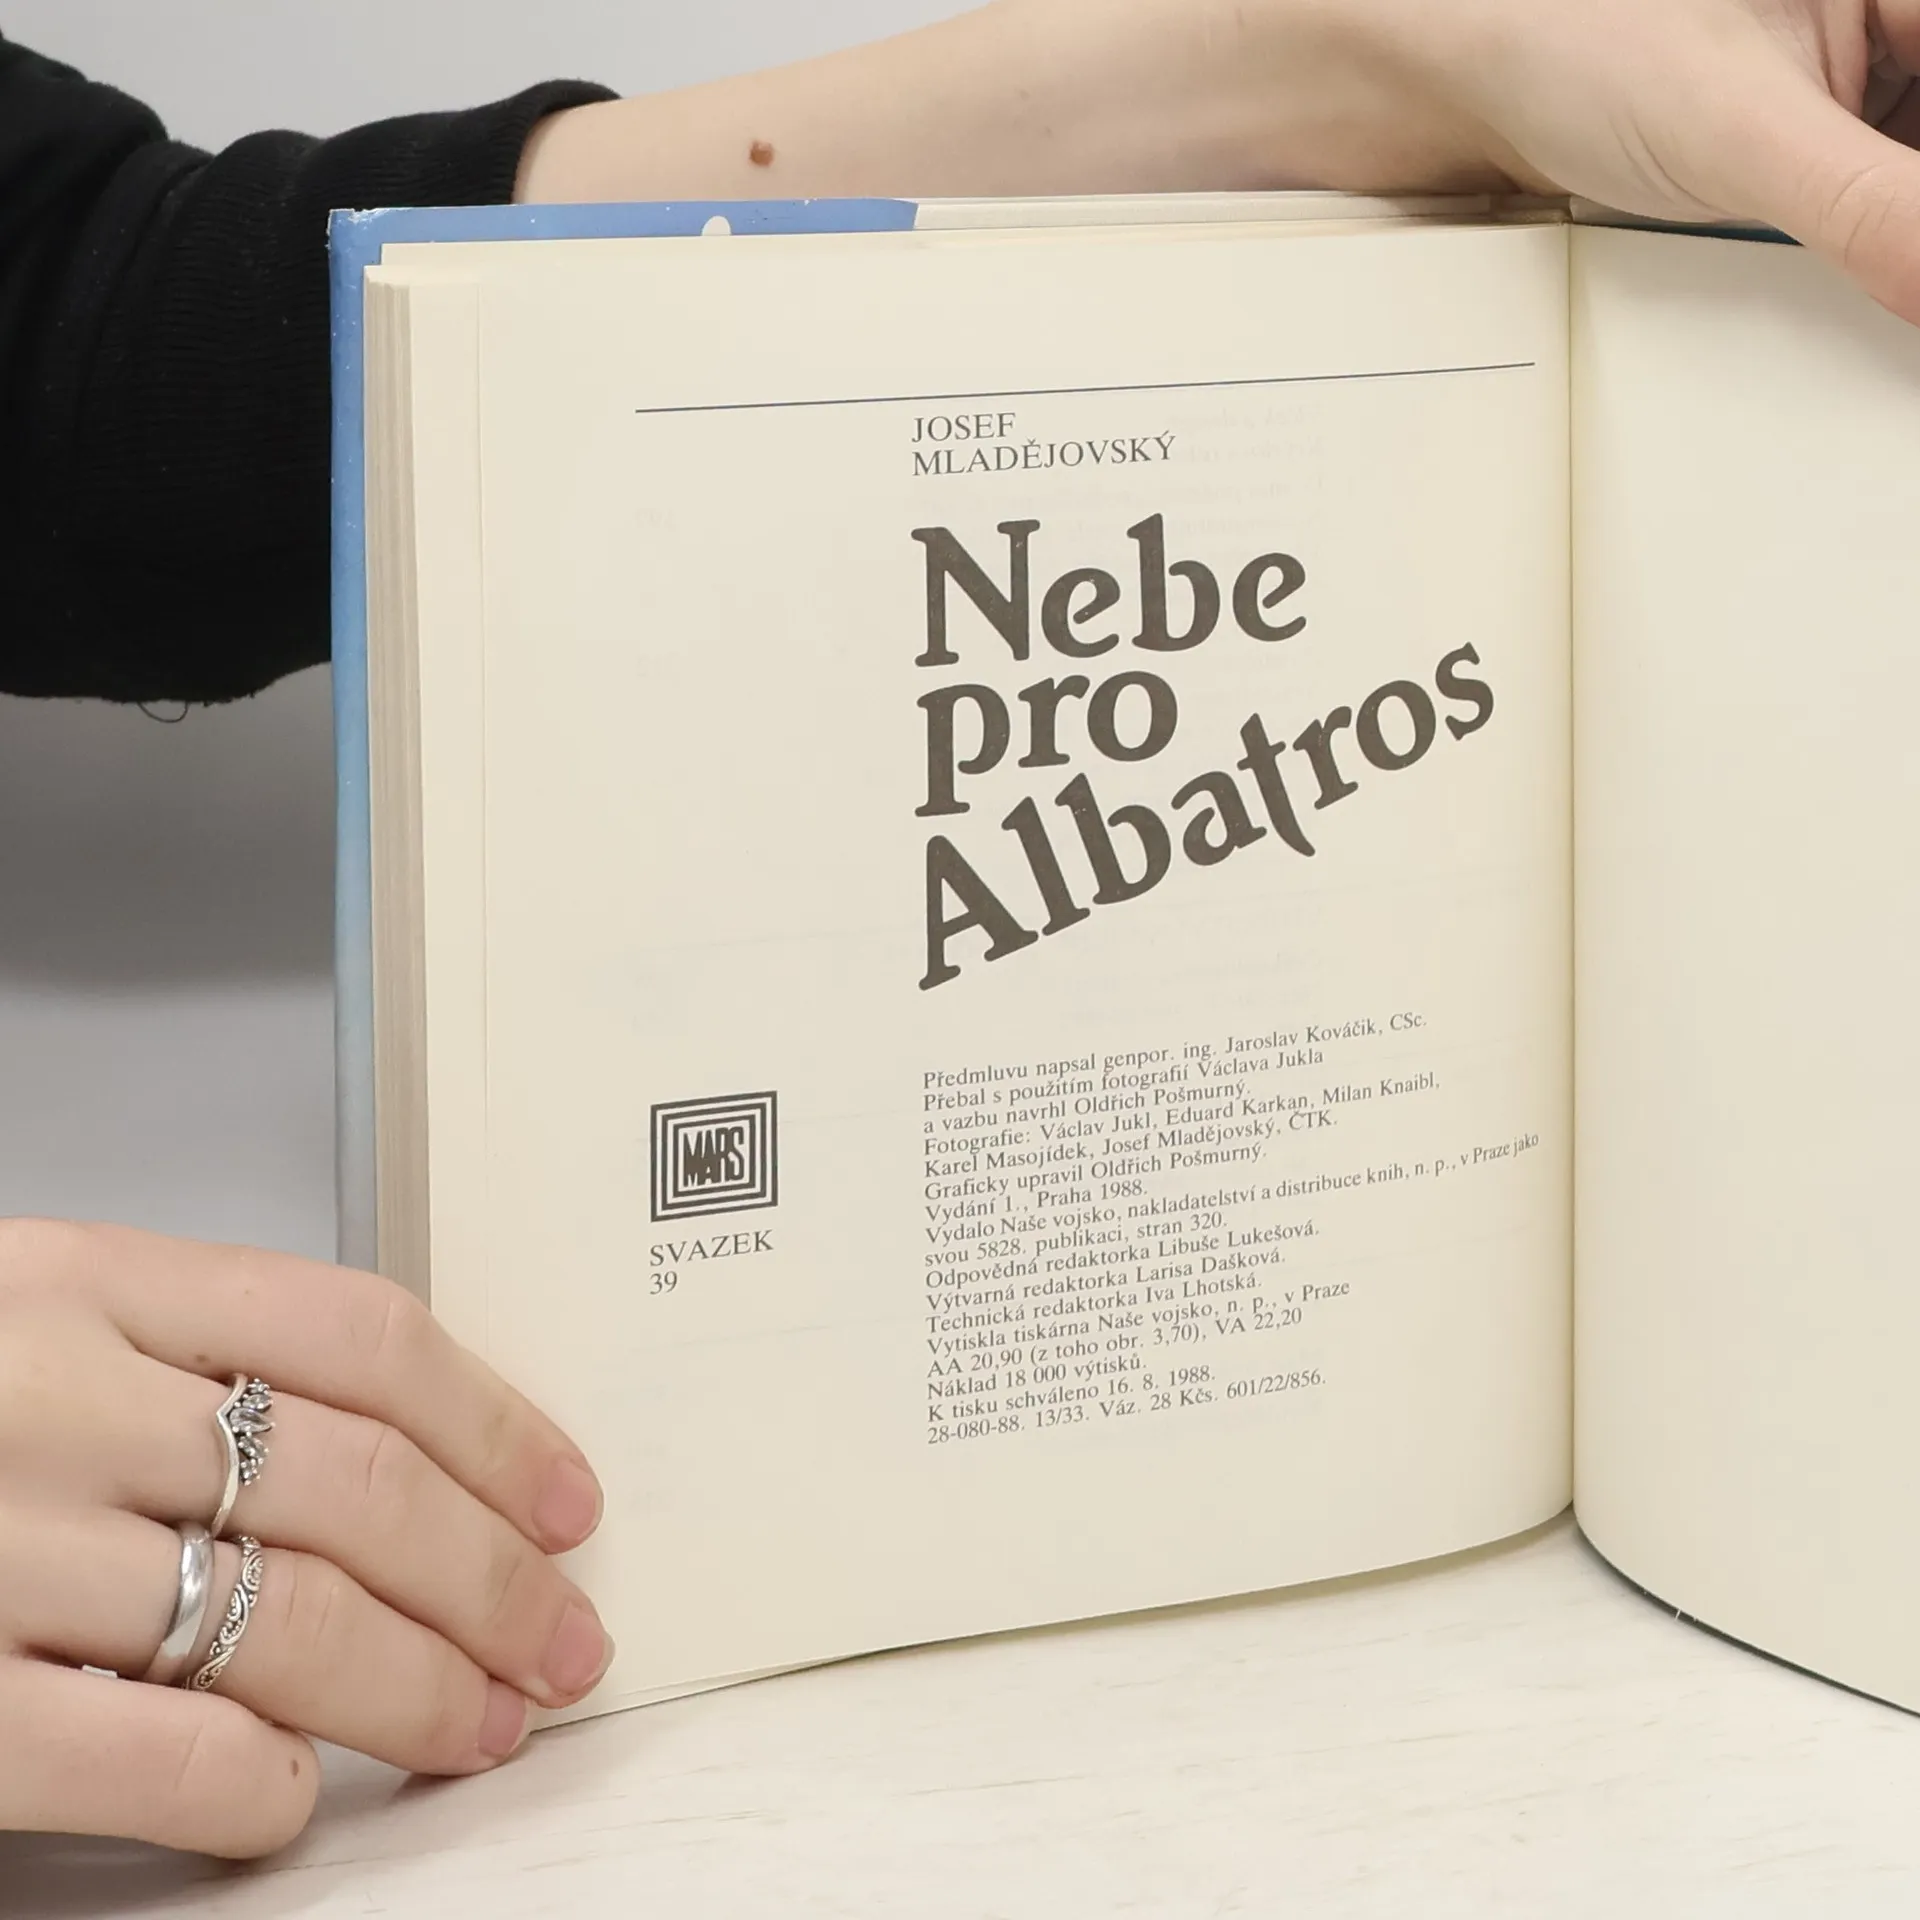 JOSEF
MLADĚJOVSKÝ
Nebe
pro
Albatros
MARS
SVAZEK
39
Předmluvu napsal genpor. ing. Jaroslav Kováčik, CSc.
Přebal s použitím fotografií Václava Jukla
a vazbu navrhl Oldřich Pošmurný.
Fotografie: Václav Jukl, Eduard Karkan, Milan Knaibl,
Karel Masojídek, Josef Mladějovský, ČTK.
Graficky upravil Oldřich Pošmurný.
Vydání 1., Praha 1988.
Vydalo Naše vojsko, nakladatelství a distribuce knih, n. p., v Praze jako
svou 5828. publikaci, stran 320.
Odpovědná redaktorka Libuše Lukešová.
Výtvarná redaktorka Larisa Dašková.
Technická redaktorka Iva Lhotská.
Vytiskla tiskárna Naše vojsko, n. p., v Praze
AA 20,90 (z toho obr. 3,70), VA 22,20
Náklad 18 000 výtisků.
K tisku schváleno 16. 8. 1988.
28-080-88. 13/33. Váz. 28 Kčs. 601/22/856.